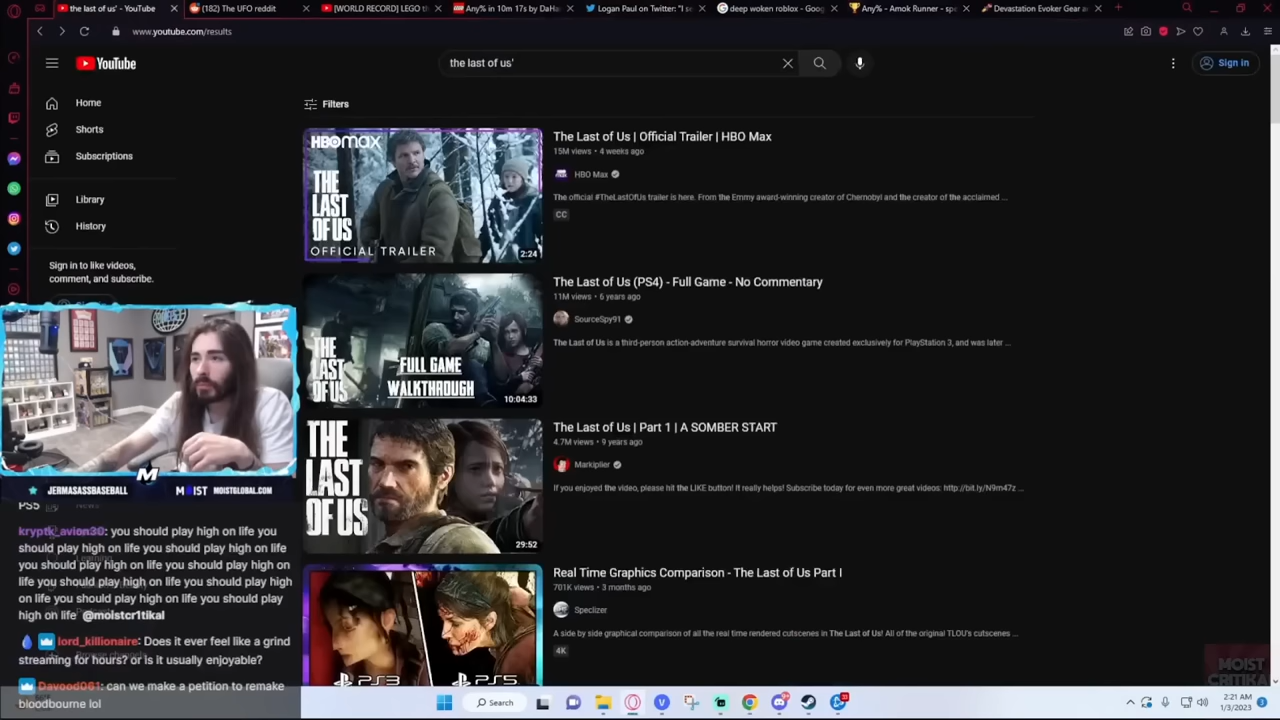 the last of us' - YouTube
(182) The UFO reddit
[WORLD RECORD] LEGO th
Any% in 10m 17s by DaHar
Logan Paul on Twitter: "I se
deep woken roblox - Goog
Any% - Amok Runner - spe
Devastation Evoker Gear an
www.youtube.com/results
YouTube
the last of us'
Sign in
Home
Shorts
Subscriptions
Library
History
Sign in to like videos,
comment, and subscribe.
Filters
HBOmax
THE
LAST
OF US
OFFICIAL TRAILER
2:24
The Last of Us | Official Trailer | HBO Max
15M views • 4 weeks ago
HBO Max
The official #TheLastOfUs trailer is here. From the Emmy award-winning creator of Chernobyl and the creator of the acclaimed ...
CC
THE
LAST
OF US
FULL GAME
WALKTHROUGH
10:04:33
The Last of Us (PS4) - Full Game - No Commentary
11M views • 6 years ago
SourceSpy91
The Last of Us is a third-person action-adventure survival horror video game created exclusively for PlayStation 3, and was later ...
THE
LAST
OF US
29:52
The Last of Us | Part 1 | A SOMBER START
4.7M views • 9 years ago
Markiplier
If you enjoyed the video, please hit the LIKE button! It really helps! Subscribe today for even more great videos: http://bit.ly/N9m47z ...
PS3
PS5
Real Time Graphics Comparison - The Last of Us Part I
701K views • 3 months ago
Speclizer
A side by side graphical comparison of all the real time rendered cutscenes in The Last of Us! All of the original TLOU's cutscenes ...
4K
M
JERMASASSBASEBALL
MOIST MOISTGLOBAL.COM
PS5
News
kryptk_avion30: you should play high on life you
should play high on life you should play high on
life you should play high on life you should play
high on life you should play high on life you should play high
on life you should play high on life you should play
high on life @moistcr1tikal
lord_killionaire: Does it ever feel like a grind
streaming for hours? or is it usually enjoyable?
Davood061: can we make a petition to remake
bloodbourne lol
MOIST
CR1TIKAL
Search
2:21 AM
1/3/2023